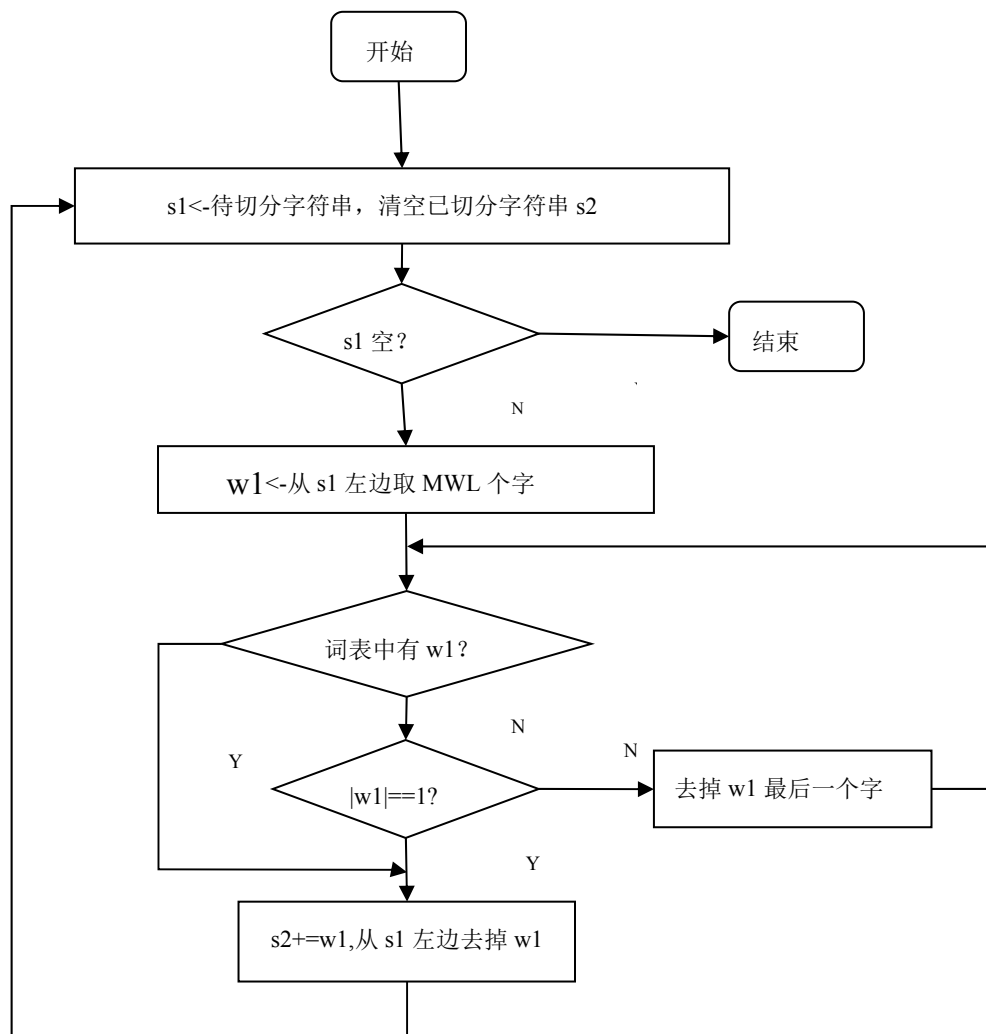 开始
s1<-待切分字符串，清空已切分字符串 s2
s1 空？
结束
N
w1<-从 s1 左边取 MWL 个字
词表中有 w1？
N
Y
N
|w1|==1?
去掉 w1 最后一个字
Y
s2+=w1,从 s1 左边去掉 w1